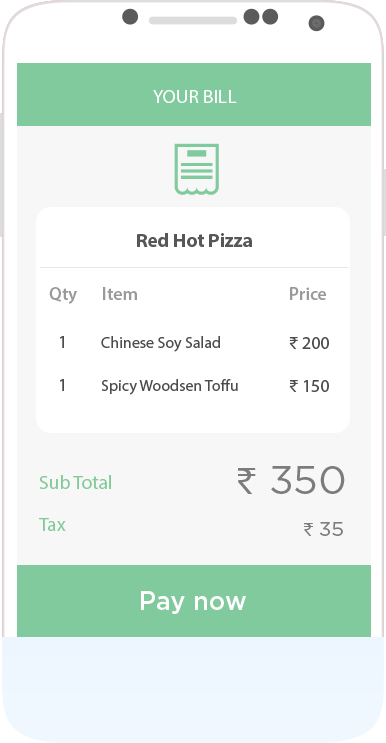 YOUR BILL
Red Hot Pizza
Qty Item Price
1 Chinese Soy Salad ₹ 200
1 Spicy Woodsen Toffu ₹ 150
Sub Total ₹ 350
Tax ₹ 35
Pay now